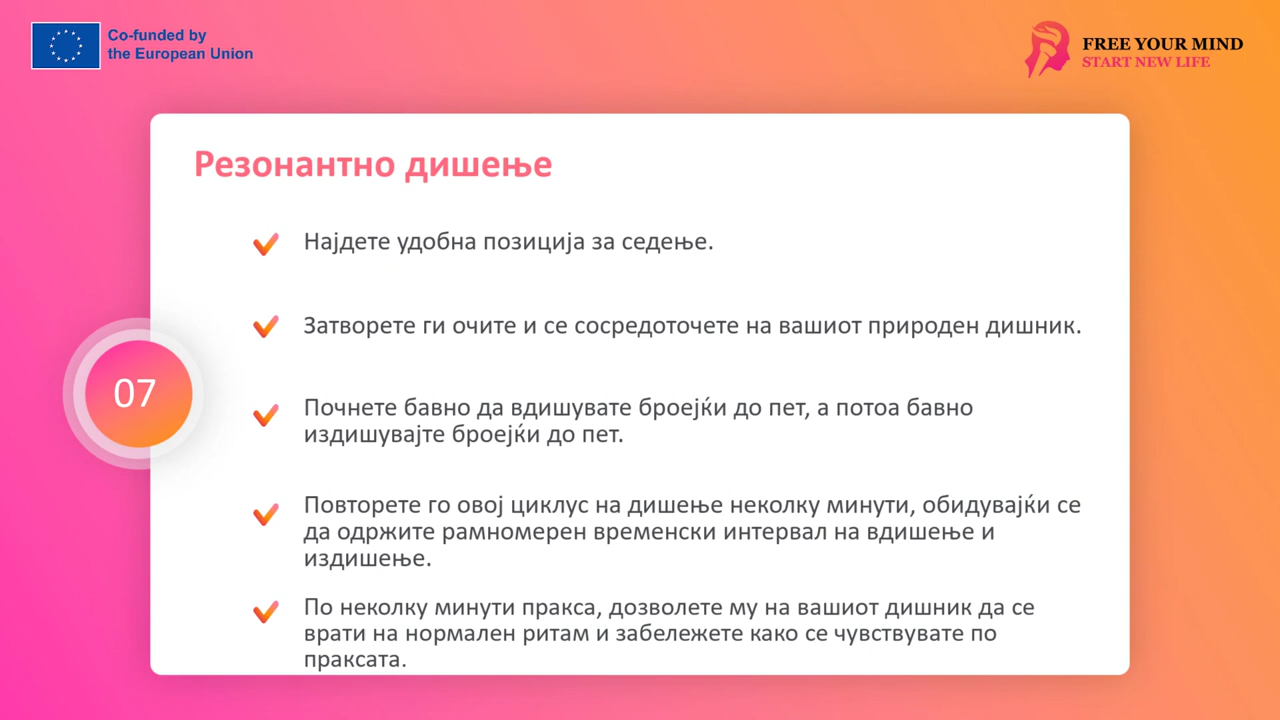 Co-funded by
the European Union
FREE YOUR MIND
START NEW LIFE
Резонантно дишење
Најдете удобна позиција за седење.
Затворете ги очите и се сосредоточете на вашиот природен дишник.
07
Почнете бавно да вдишувате броејќи до пет, а потоа бавно
издишувајте броејќи до пет.
Повторете го овој циклус на дишење неколку минути, обидувајќи се
да одржите рамномерен временски интервал на вдишење и
издишење.
По неколку минути пракса, дозволете му на вашиот дишник да се
врати на нормален ритам и забележете како се чувствувате по
праксата.